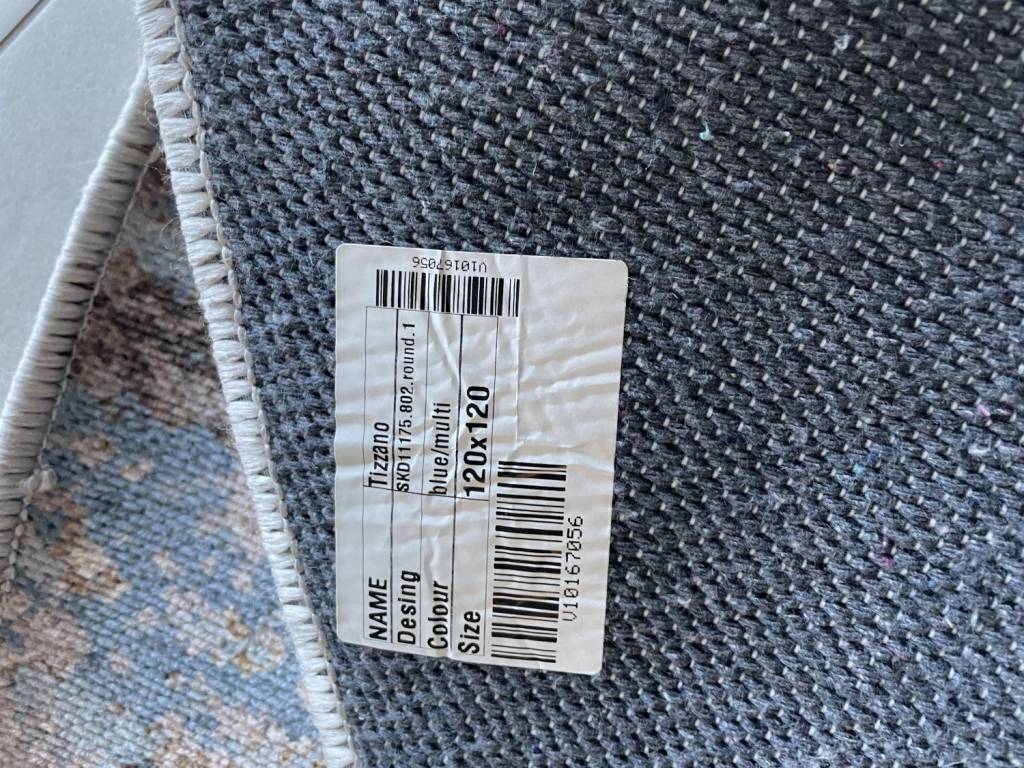 NAME Tizzano
Desing SKD11175.802.round.1
Colour blue/multi
Size 120x120
V10167056
V10167056